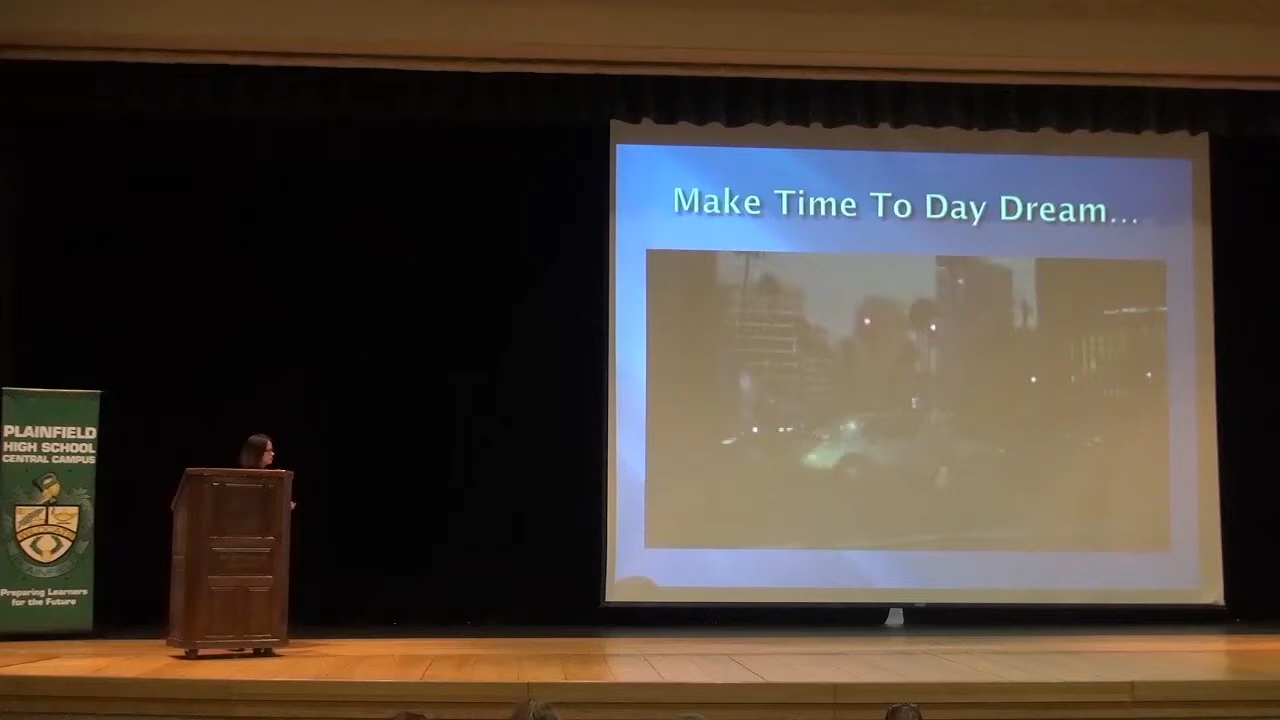 Make Time To Day Dream...
PLAINFIELD
HIGH SCHOOL
CENTRAL CAMPUS
Preparing Learners
for the Future